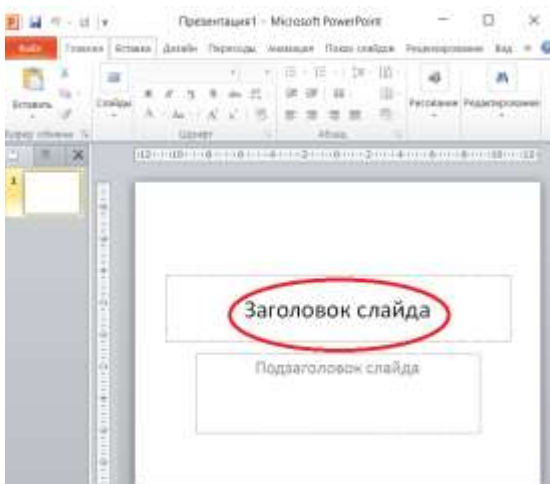 Презентация1 - Microsoft PowerPoint
Файл Главная Вставка Дизайн Переходы Анимация Показ слайдов Рецензирование Вид
Вставить Слайды Рисование Редактирование
Буфер обмена Шрифт Абзац
1
Заголовок слайда
Подзаголовок слайда